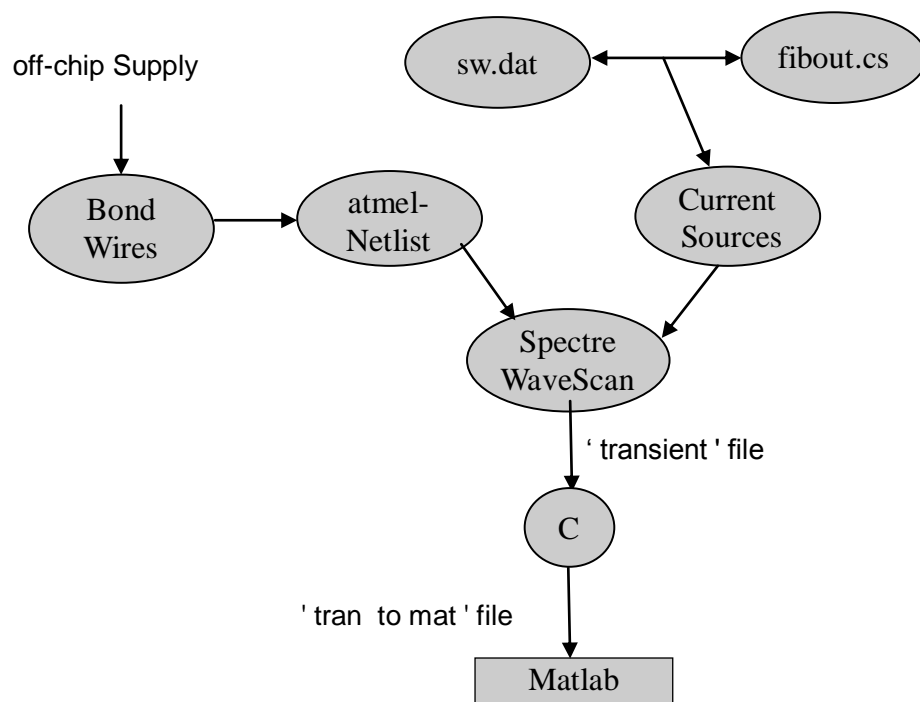 off-chip Supply
sw.dat
fibout.cs
Bond
Wires
atmel-
Netlist
Current
Sources
Spectre
WaveScan
‘ transient ' file
C
' tran to mat ' file
Matlab